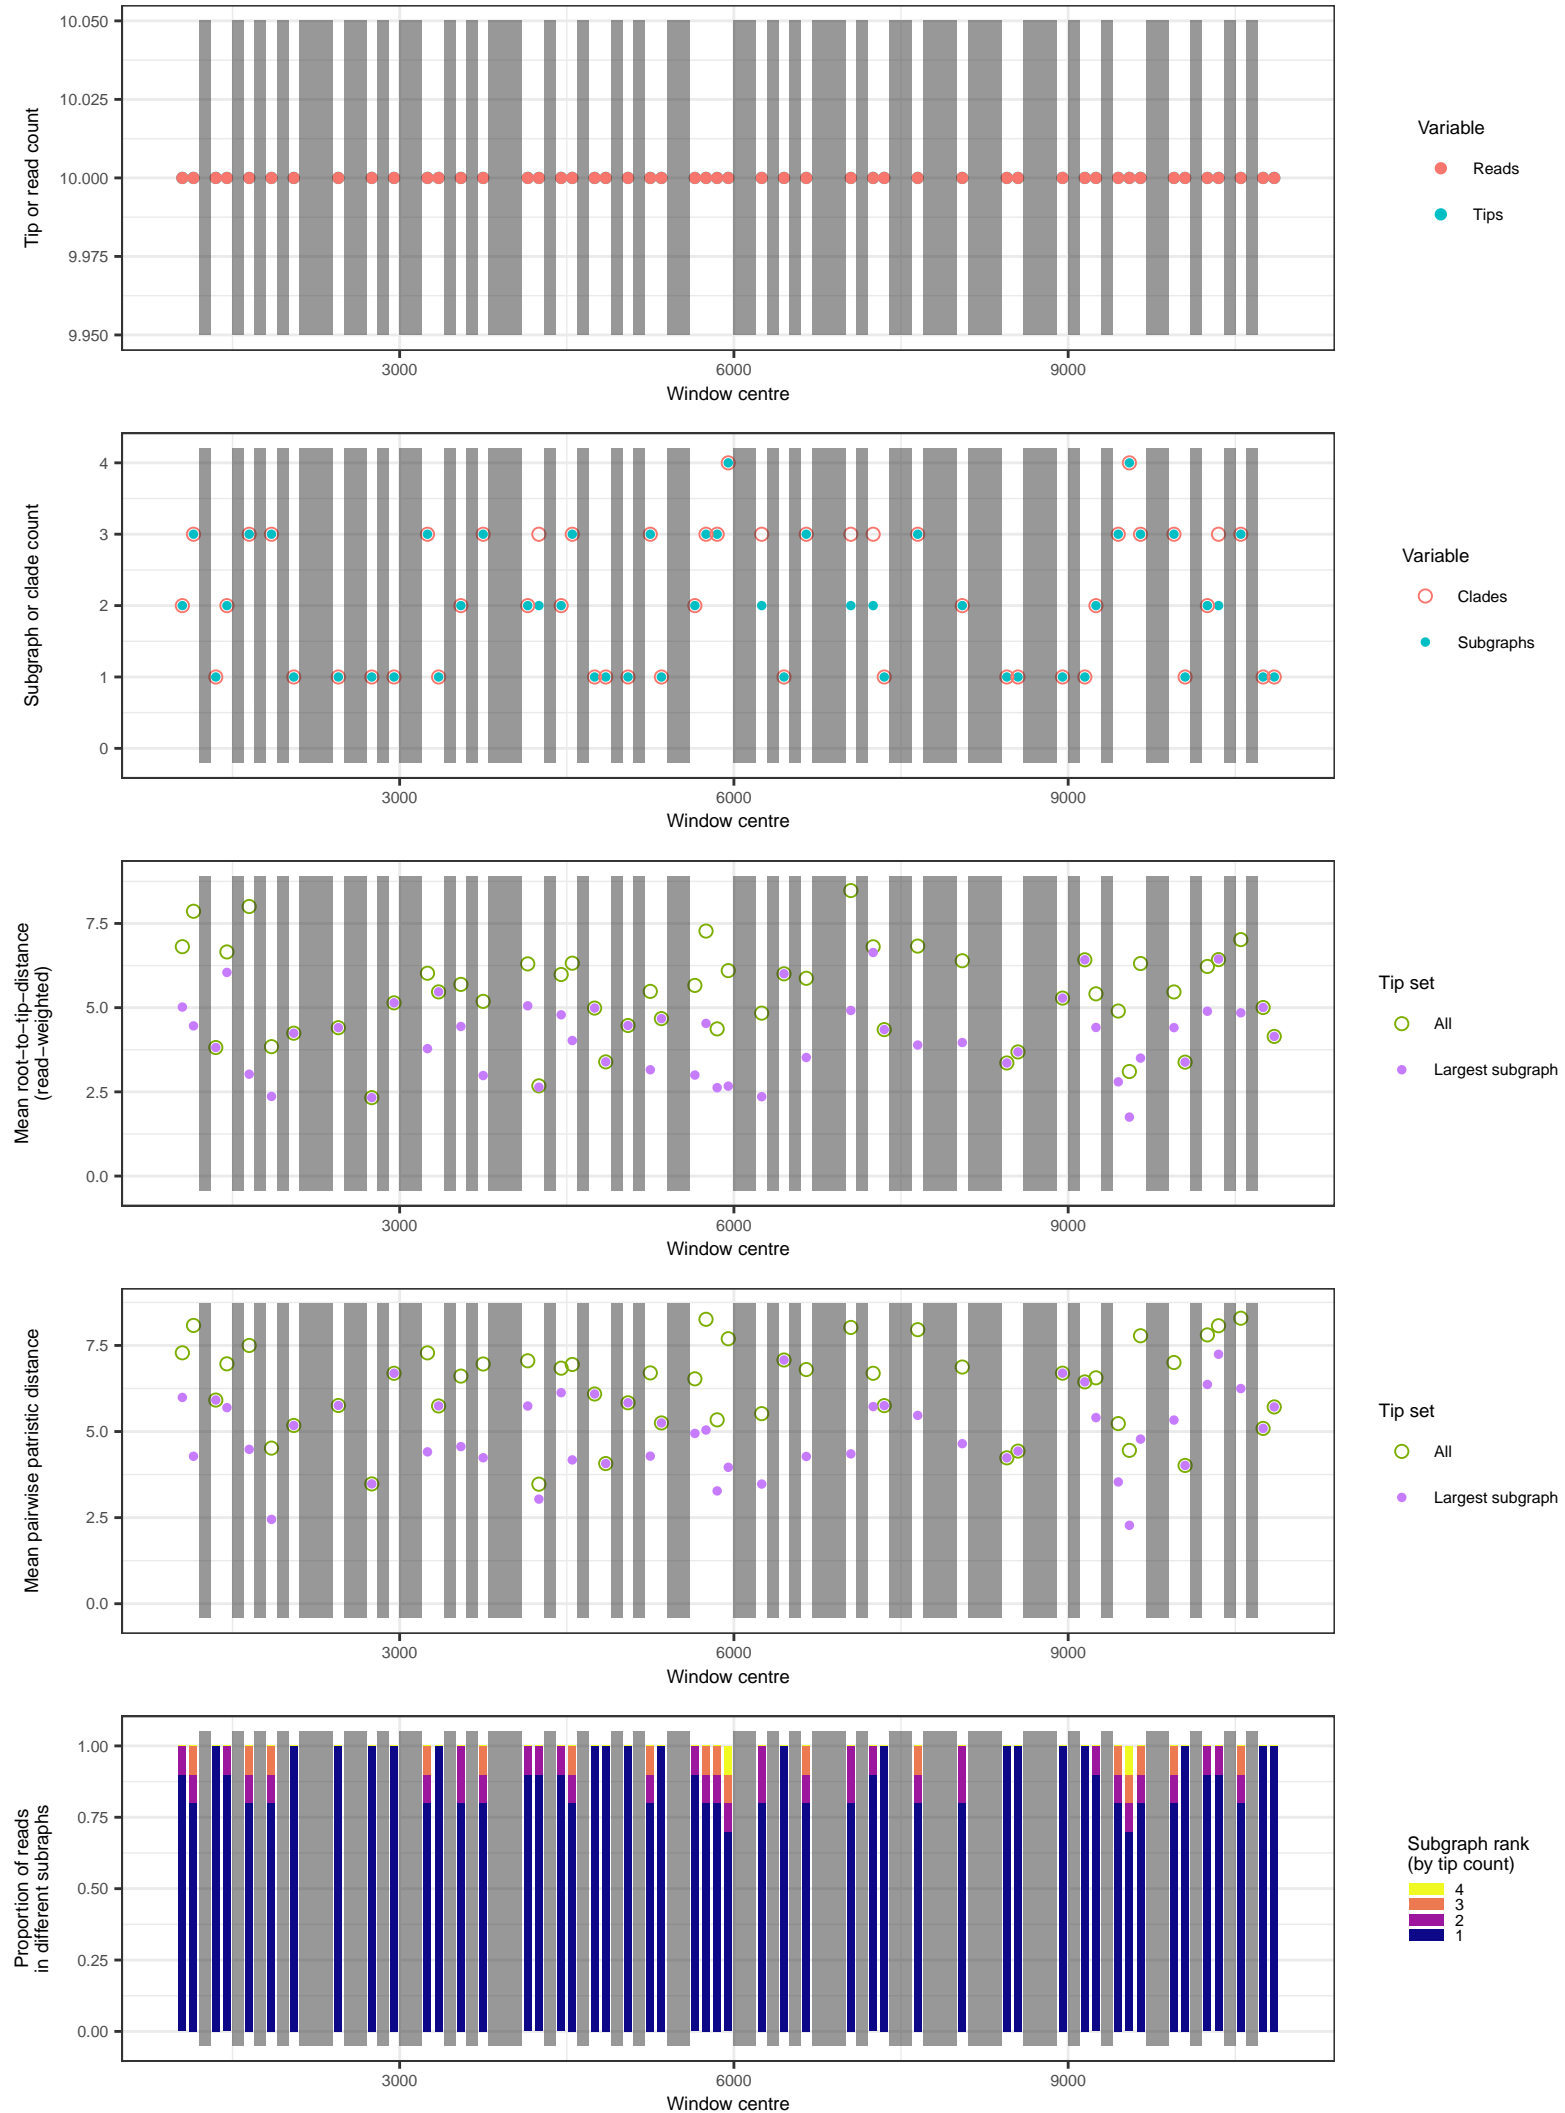 10.050
10.025
10.000
9.975
9.950
Tip or read count
3000 6000 9000
Window centre
Variable
Reads
Tips
4
3
2
1
0
Subgraph or clade count
3000 6000 9000
Window centre
Variable
Clades
Subgraphs
7.5
5.0
2.5
0.0
Mean root−to−tip−distance
(read−weighted)
3000 6000 9000
Window centre
Tip set
All
Largest subgraph
7.5
5.0
2.5
0.0
Mean pairwise patristic distance
3000 6000 9000
Window centre
Tip set
All
Largest subgraph
1.00
0.75
0.50
0.25
0.00
Proportion of reads
in different subraphs
3000 6000 9000
Window centre
Subgraph rank
(by tip count)
4
3
2
1